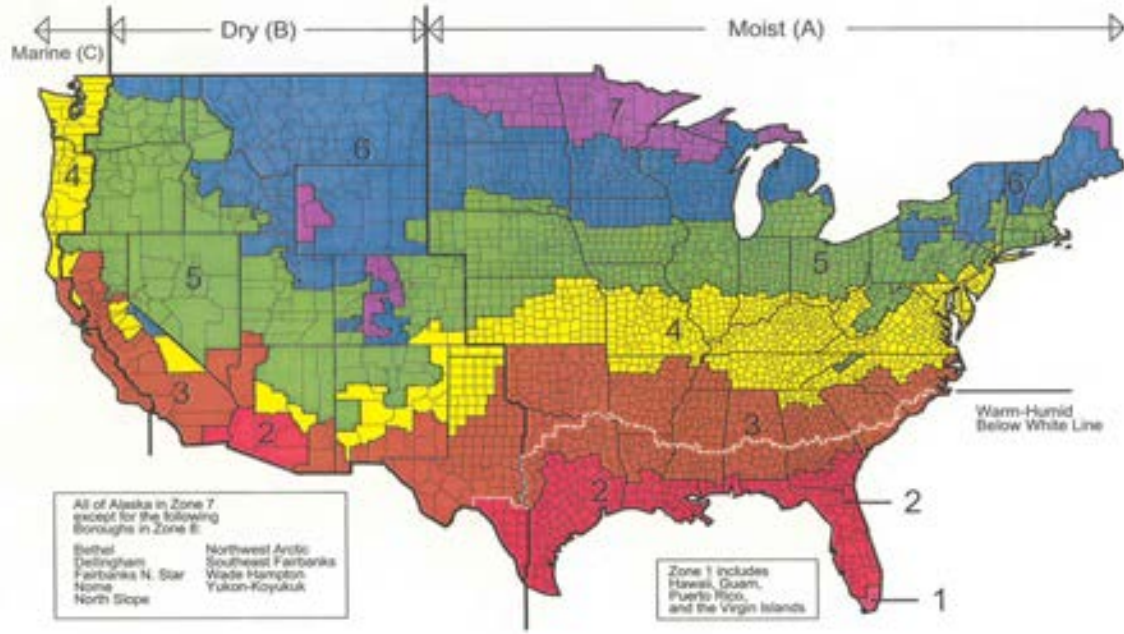 Dry (B)
Moist (A)
Marine (C)
7
6
4
6
5
5
4
3
3
2
2
Warm-Humid
Below White Line
2
1
All of Alaska in Zone 7
except for the following
Boroughs in Zone 8:
Bethel
Northwest Arctic
Dellingham
Southeast Fairbanks
Fairbanks N. Star
Wade Hampton
Nome
Yukon-Koyukuk
North Slope
Zone 1 includes
Hawaii, Guam,
Puerto Rico,
and the Virgin Islands